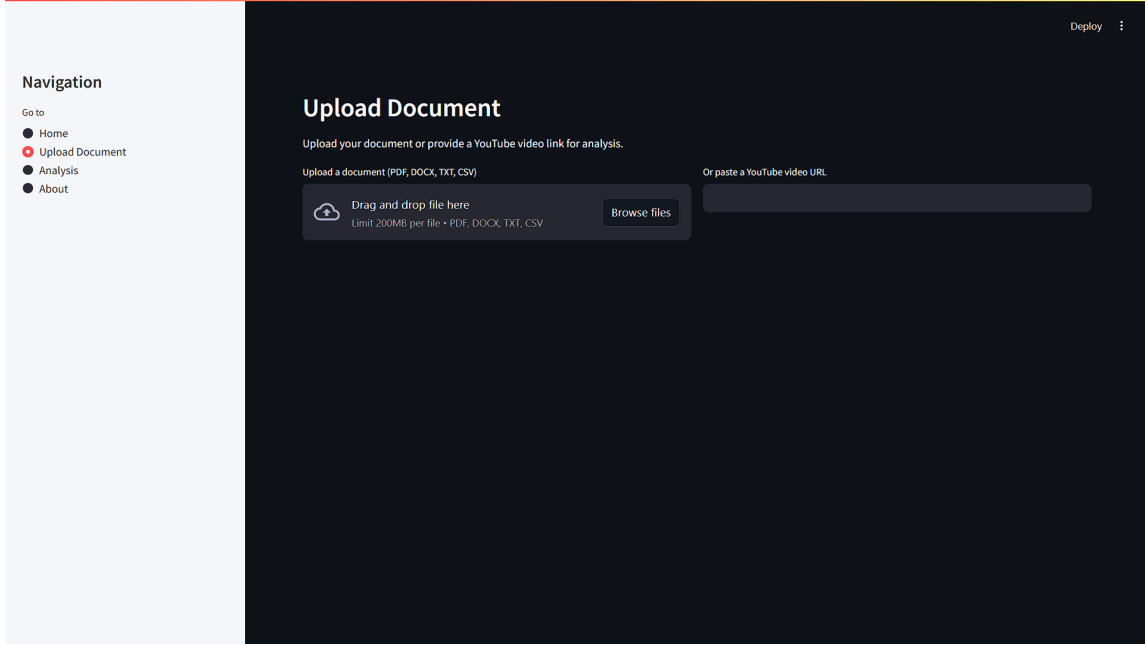 Deploy
Navigation
Go to
Home
Upload Document
Analysis
About
Upload Document
Upload your document or provide a YouTube video link for analysis.
Upload a document (PDF, DOCX, TXT, CSV)
Drag and drop file here
Limit 200MB per file • PDF, DOCX, TXT, CSV
Browse files
Or paste a YouTube video URL